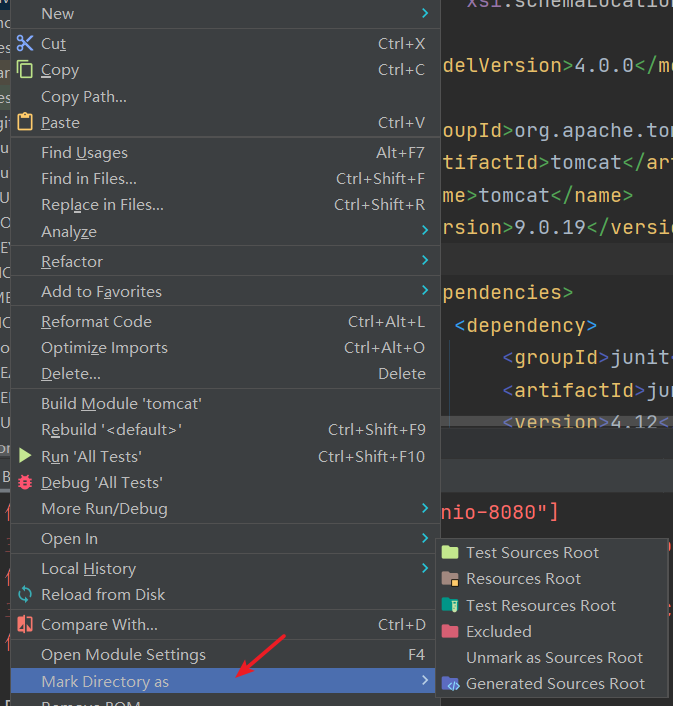 New
xsi:schemaLocation
Cut Ctrl+X
Copy Ctrl+C
delVersion>4.0.0</mo
Copy Path...
Paste Ctrl+V
oupId>org.apache.tom
Find Usages Alt+F7
tifactId>tomcat</art
Find in Files... Ctrl+Shift+F
me>tomcat</name>
Replace in Files... Ctrl+Shift+R
rsion>9.0.19</versio
Analyze
Refactor
Add to Favorites
pendencies>
Reformat Code Ctrl+Alt+L
<dependency>
Optimize Imports Ctrl+Alt+O
<groupId>junit<
Delete... Delete
<artifactId>jun
Build Module 'tomcat'
<version>4.12<
Rebuild '<default>' Ctrl+Shift+F9
Run 'All Tests' Ctrl+Shift+F10
Debug 'All Tests'
More Run/Debug
nio-8080"]
Open In
Test Sources Root
Local History
Resources Root
Reload from Disk
Test Resources Root
Compare With... Ctrl+D
Excluded
Open Module Settings F4
Unmark as Sources Root
Mark Directory as
Generated Sources Root
Remove BOM